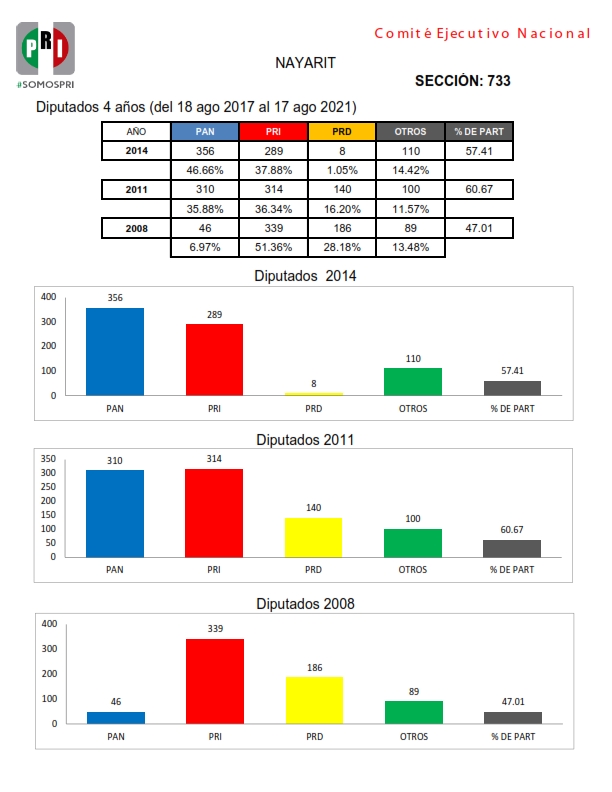 Comité Ejecutivo Nacional
PRI
#SOMOSPRI
NAYARIT
SECCIÓN: 733
Diputados 4 años (del 18 ago 2017 al 17 ago 2021)
AÑO PAN PRI PRD OTROS % DE PART
2014 356 289 8 110 57.41
46.66% 37.88% 1.05% 14.42%
2011 310 314 140 100 60.67
35.88% 36.34% 16.20% 11.57%
2008 46 339 186 89 47.01
6.97% 51.36% 28.18% 13.48%
Diputados 2014
400
300
200
100
0
356 289 8 110 57.41
PAN PRI PRD OTROS % DE PART
Diputados 2011
350
300
250
200
150
100
50
0
310 314 140 100 60.67
PAN PRI PRD OTROS % DE PART
Diputados 2008
400
300
200
100
0
46 339 186 89 47.01
PAN PRI PRD OTROS % DE PART